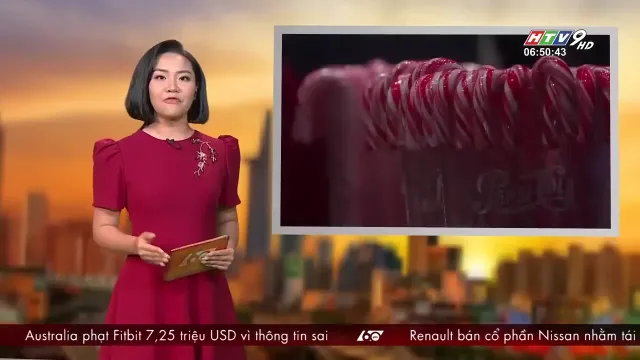 HTV9 HD
06:50:43
Australia phạt Fitbit 7,25 triệu USD vì thông tin sai
60
Renault bán cổ phần Nissan nhằm tái